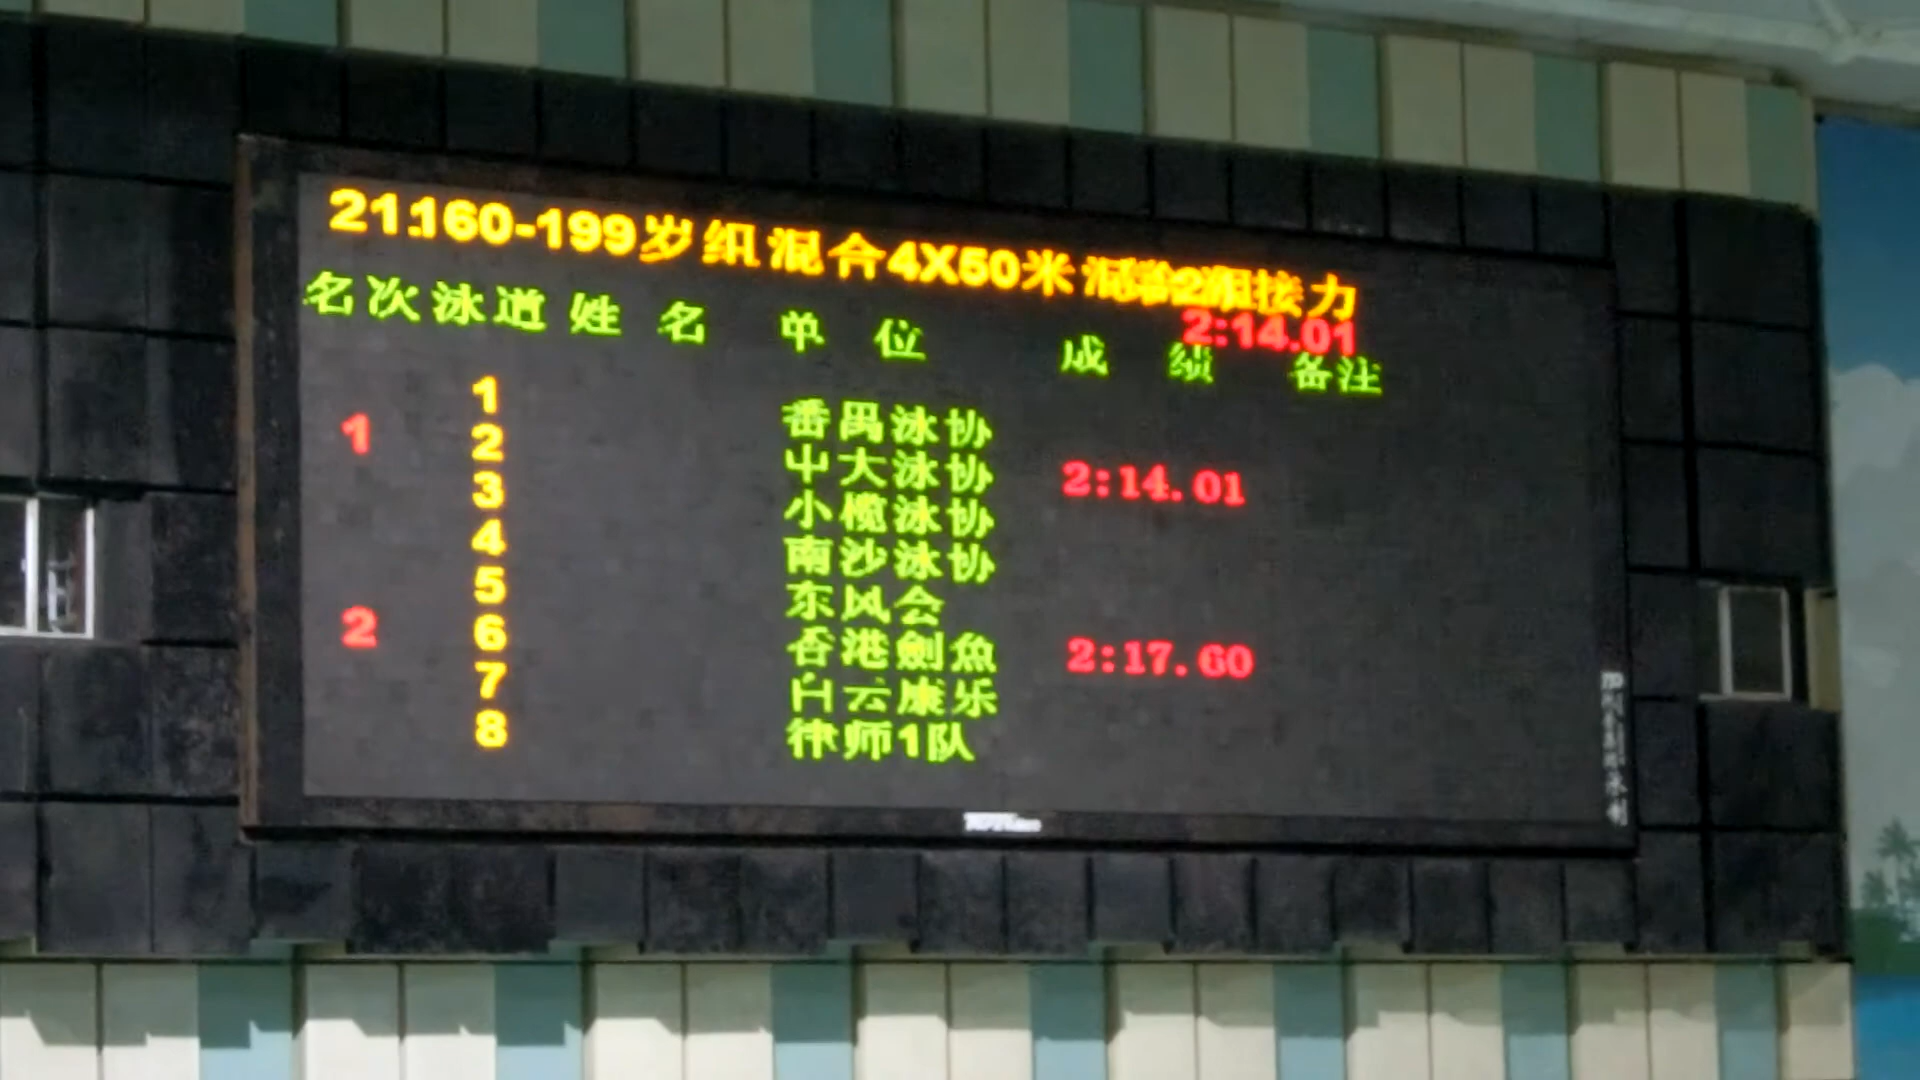 21.160-199岁组混合4X50米混 接力
2:14.01
名次 泳道 姓 名 单 位 成 绩 备注
1 番禺泳协
1 2 中大泳协 2:14.01
3 小榄泳协
4 南沙泳协
5 东风会
2 6 香港劍魚 2:17.60
7 白云康乐
8 律师1队